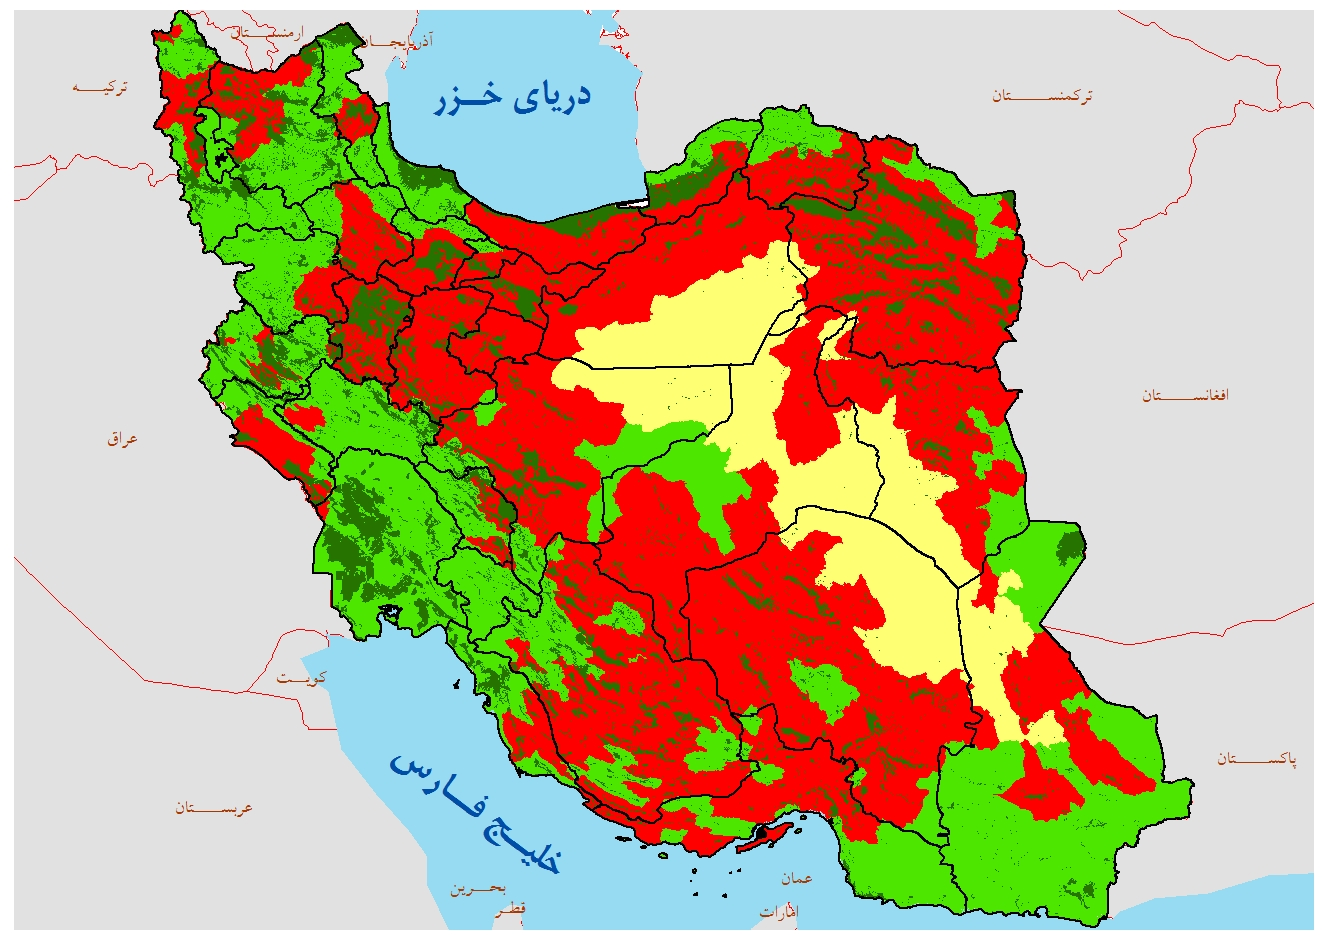 ارمنستان
آذربایجان
ترکیه
دریای خزر
ترکمنستان
افغانستان
عراق
کویت
پاکستان
خلیج فارس
عربستان
بحرین
عمان
قطر
امارات